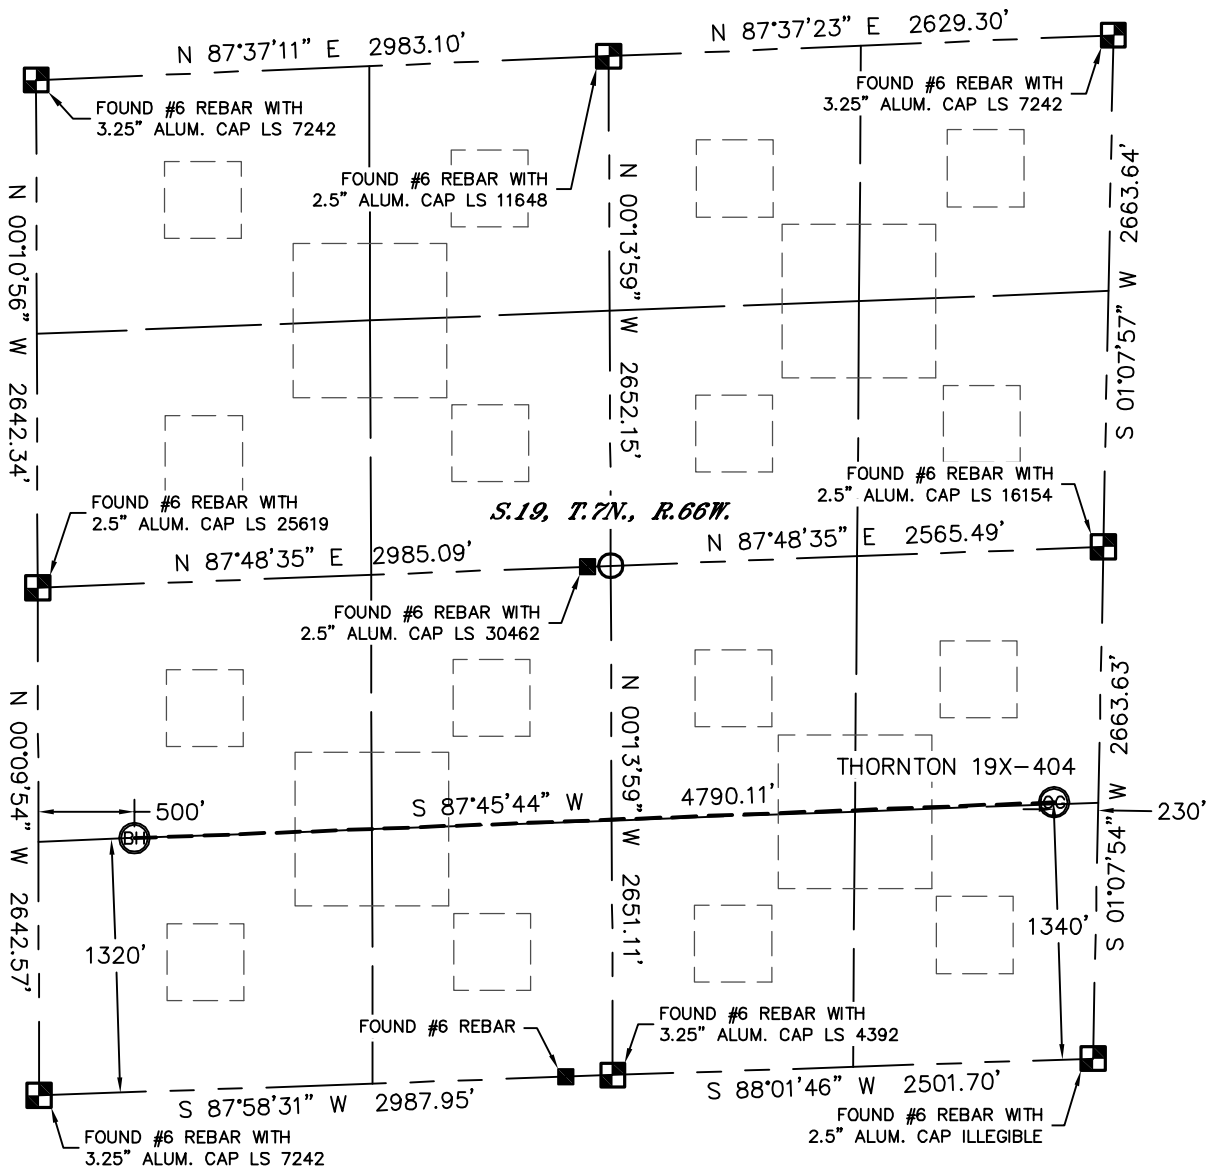 N 87°37'11" E 2983.10'
N 87°37'23" E 2629.30'
FOUND #6 REBAR WITH
3.25" ALUM. CAP LS 7242
FOUND #6 REBAR WITH
3.25" ALUM. CAP LS 7242
FOUND #6 REBAR WITH
2.5" ALUM. CAP LS 11648
N 00°10'56" W 2642.34'
N 00°13'59" W 2652.15'
S 01°07'57" W 2663.64'
FOUND #6 REBAR WITH
2.5" ALUM. CAP LS 25619
S.19, T.7N., R.66W.
FOUND #6 REBAR WITH
2.5" ALUM. CAP LS 16154
N 87°48'35" E 2985.09'
N 87°48'35" E 2565.49'
FOUND #6 REBAR WITH
2.5" ALUM. CAP LS 30462
N 00°09'54" W 2642.57'
N 00°13'59" W 2651.11'
S 01°07'54" W 2663.63'
THORNTON 19X-404
500'
S 87°45'44" W 4790.11'
230'
BH
1320'
1340'
FOUND #6 REBAR
FOUND #6 REBAR WITH
3.25" ALUM. CAP LS 4392
S 87°58'31" W 2987.95'
S 88°01'46" W 2501.70'
FOUND #6 REBAR WITH
2.5" ALUM. CAP ILLEGIBLE
FOUND #6 REBAR WITH
3.25" ALUM. CAP LS 7242